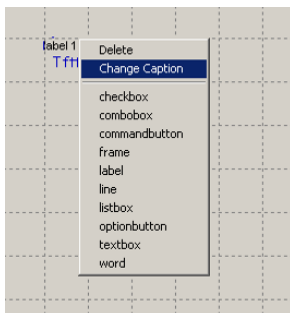 label 1
Delete
Change Caption
checkbox
combobox
commandbutton
frame
label
line
listbox
optionbutton
textbox
word